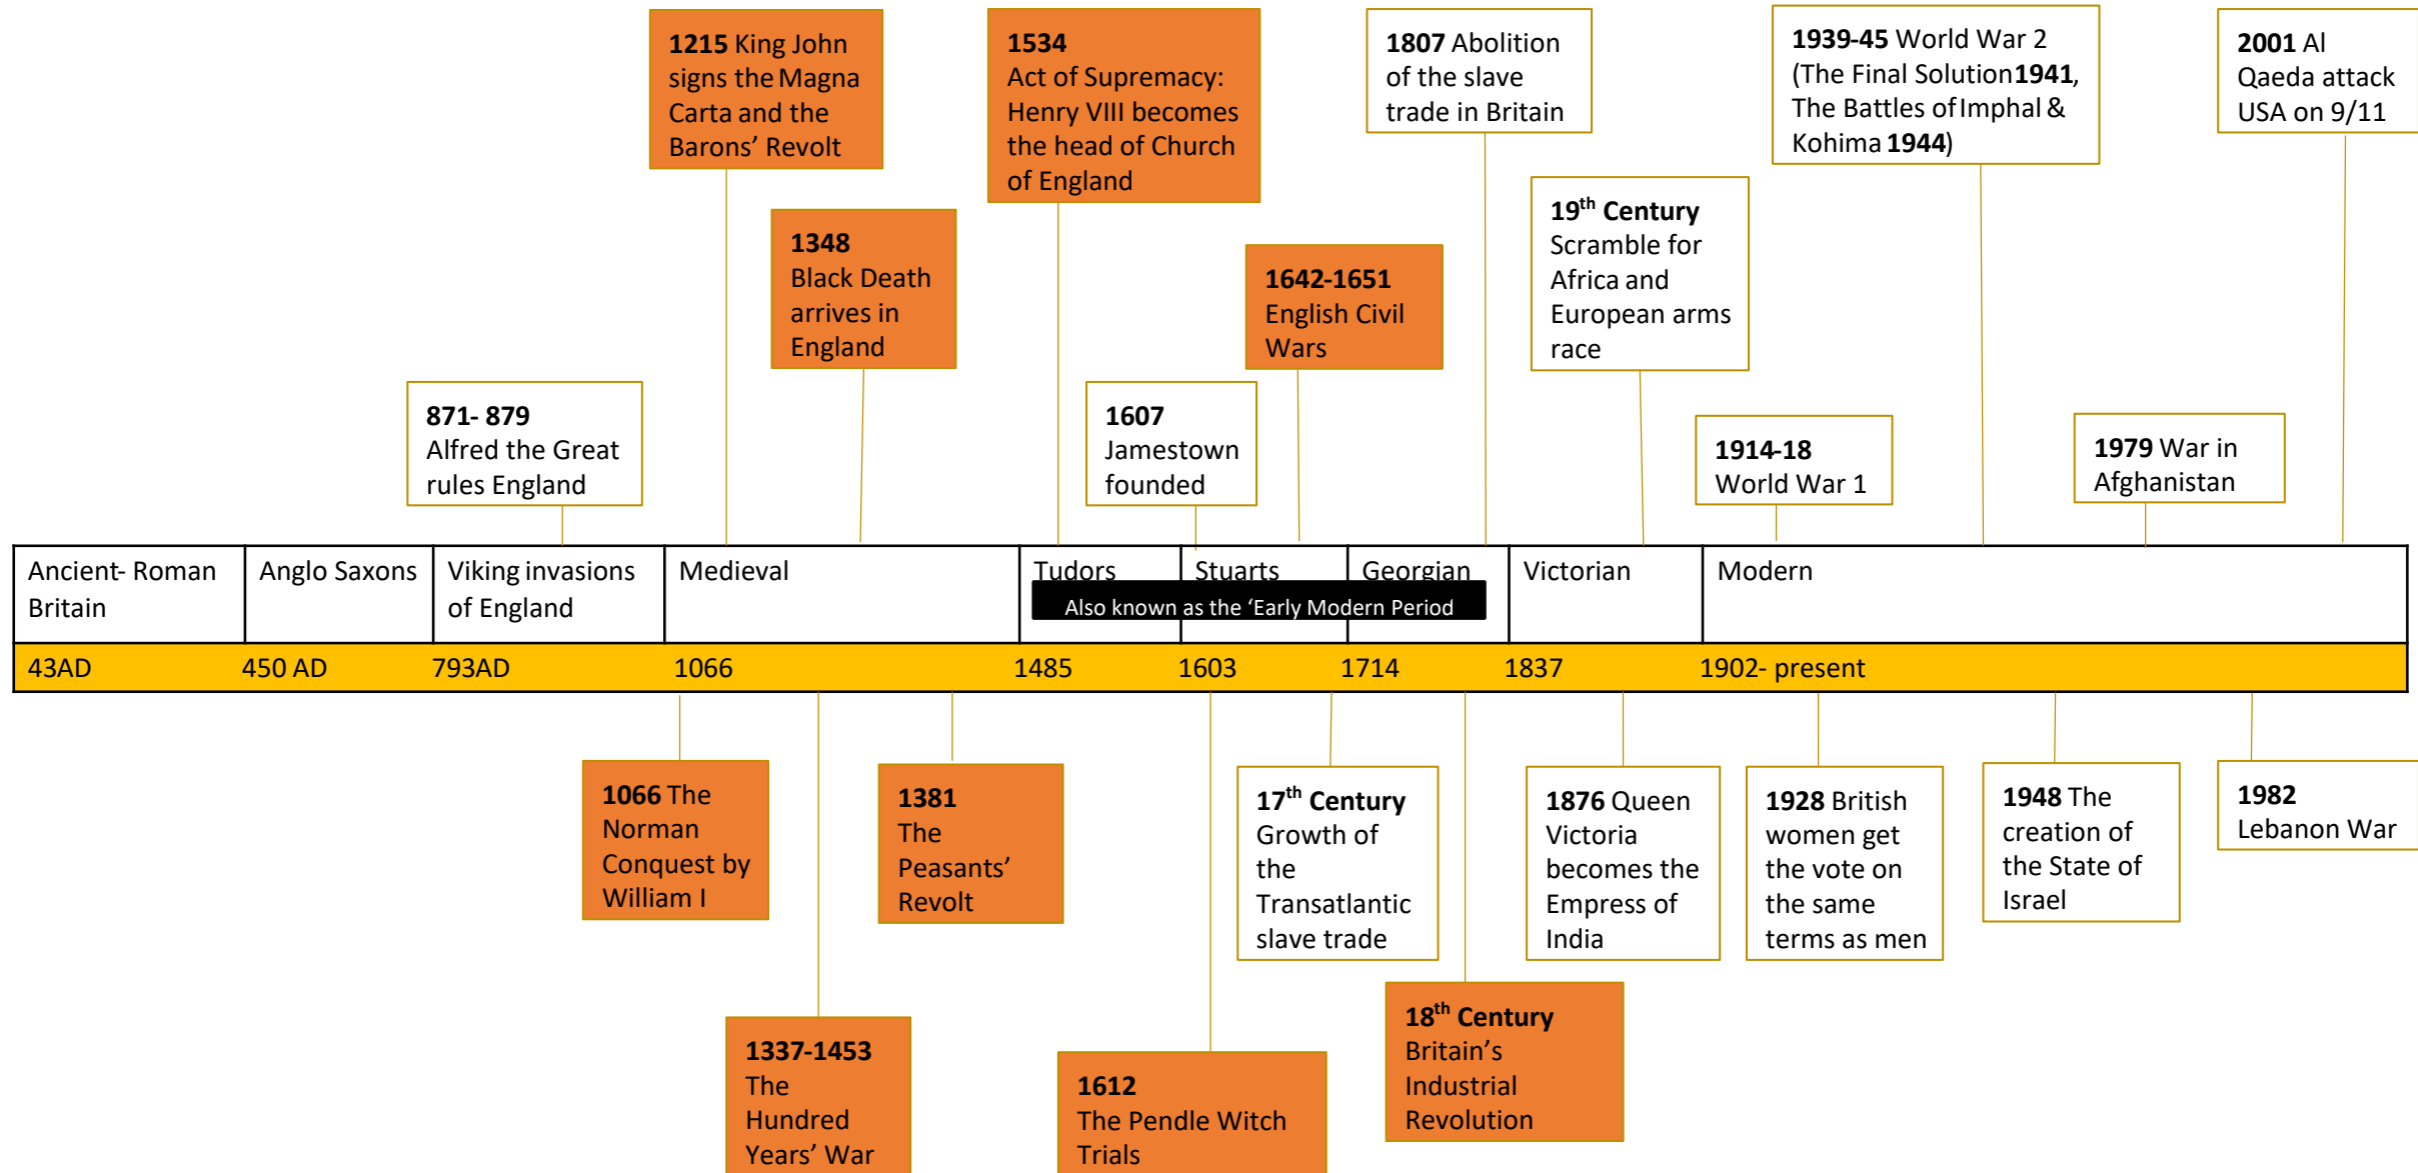 1215 King John
signs the Magna
Carta and the
Barons’ Revolt
1534
Act of Supremacy:
Henry VIII becomes
the head of Church
of England
1807 Abolition
of the slave
trade in Britain
1939-45 World War 2
(The Final Solution 1941,
The Battles of Imphal &
Kohima 1944)
2001 Al
Qaeda attack
USA on 9/11
1348
Black Death
arrives in
England
19th Century
Scramble for
Africa and
European arms
race
1642-1651
English Civil
Wars
871- 879
Alfred the Great
rules England
1607
Jamestown
founded
1914-18
World War 1
1979 War in
Afghanistan
Ancient- Roman
Britain
Anglo Saxons
Viking invasions
of England
Medieval
Tudors
Stuarts
Georgian
Victorian
Modern
Also known as the ‘Early Modern Period
43AD
450 AD
793AD
1066
1485
1603
1714
1837
1902- present
1066 The
Norman
Conquest by
William I
1381
The
Peasants’
Revolt
17th Century
Growth of
the
Transatlantic
slave trade
1876 Queen
Victoria
becomes the
Empress of
India
1928 British
women get
the vote on
the same
terms as men
1948 The
creation of
the State of
Israel
1982
Lebanon War
1337-1453
The
Hundred
Years’ War
1612
The Pendle Witch
Trials
18th Century
Britain’s
Industrial
Revolution